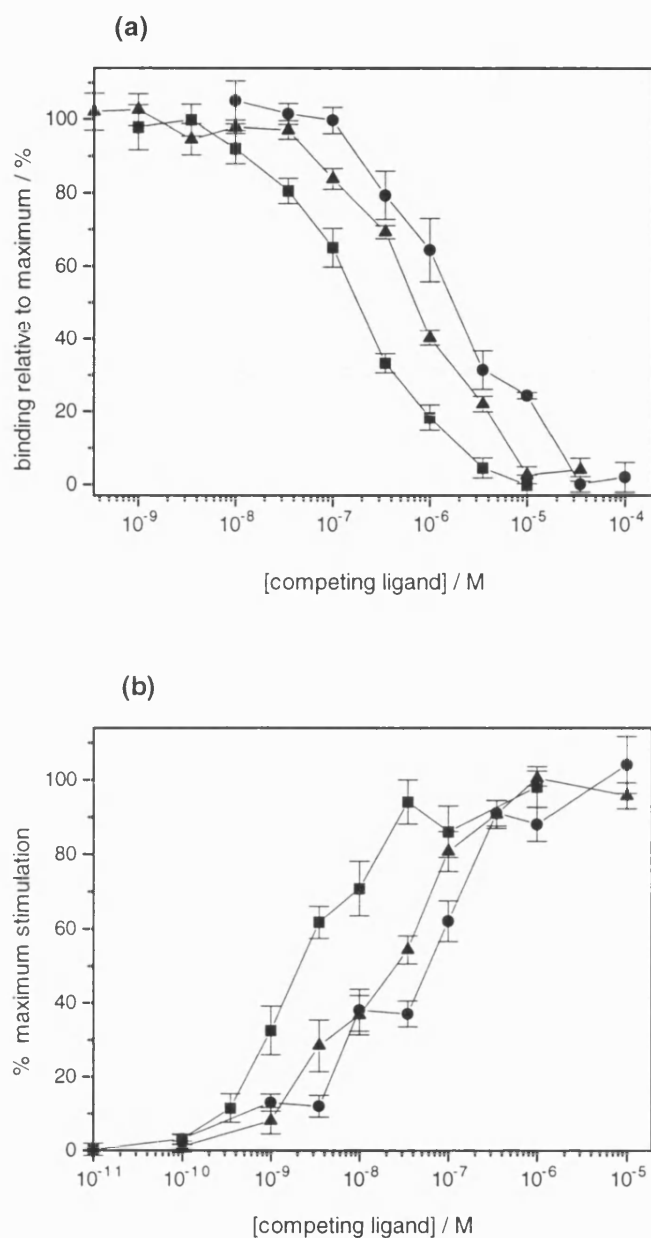 (a)
100
80
60
40
20
0
binding relative to maximum / %
10-9 10-8 10-7 10-6 10-5 10-4
[competing ligand] / M
(b)
100
80
60
40
20
0
% maximum stimulation
10-11 10-10 10-9 10-8 10-7 10-6 10-5
[competing ligand] / M